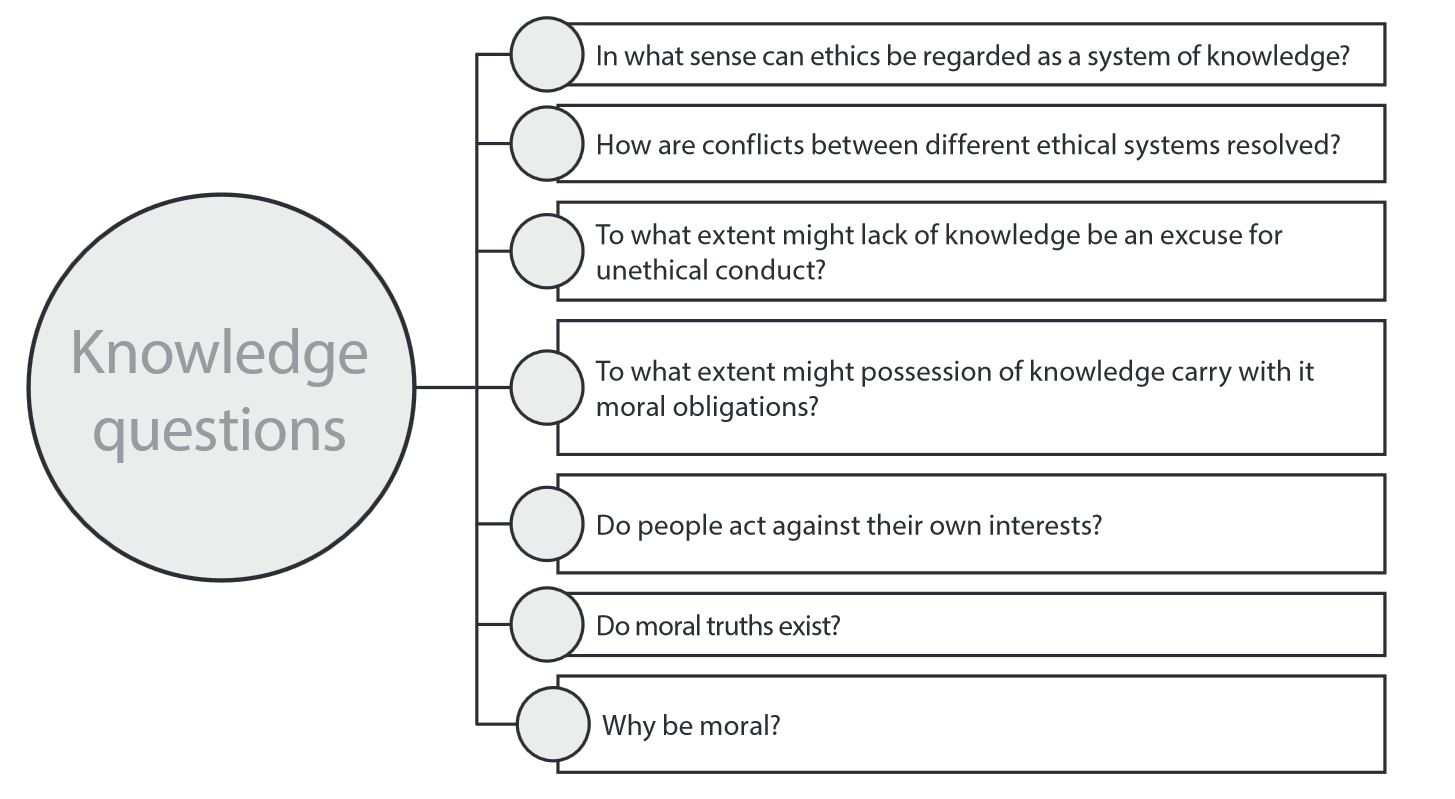 Knowledge
questions
In what sense can ethics be regarded as a system of knowledge?
How are conflicts between different ethical systems resolved?
To what extent might lack of knowledge be an excuse for
unethical conduct?
To what extent might possession of knowledge carry with it
moral obligations?
Do people act against their own interests?
Do moral truths exist?
Why be moral?